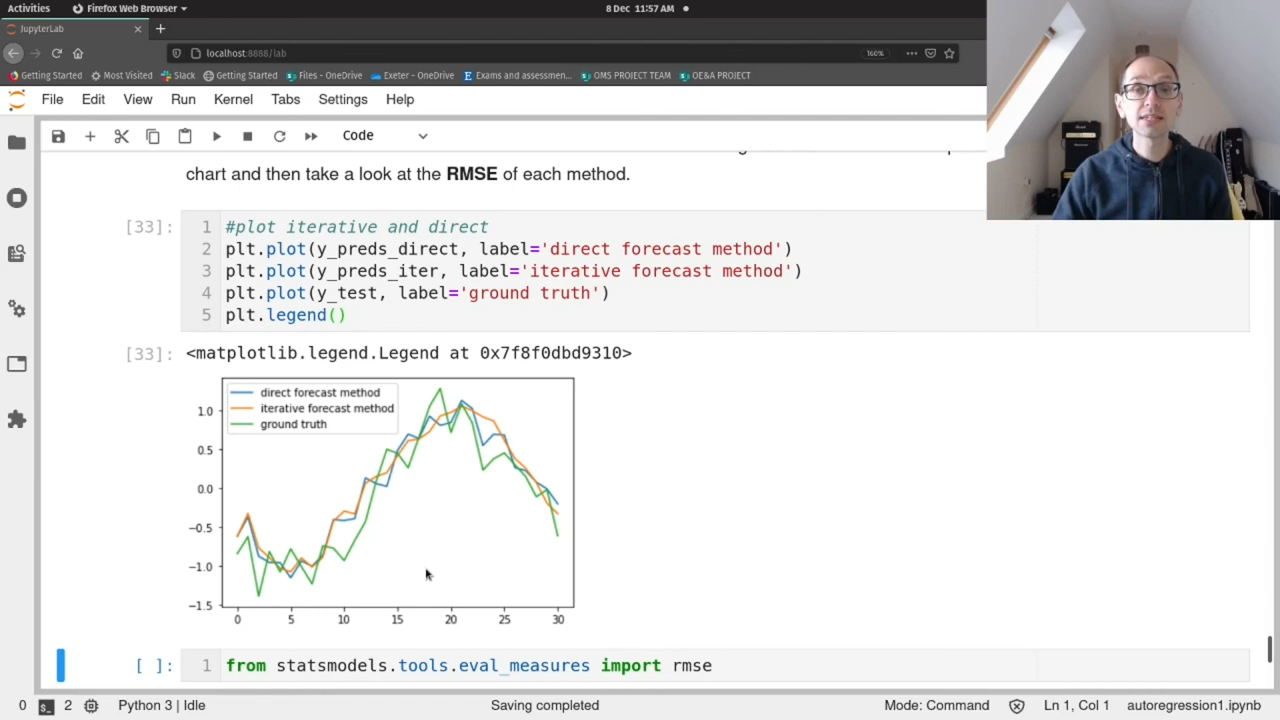 Activities
Firefox Web Browser
8 Dec 11:57 AM
JupyterLab
localhost:8888/lab
160%
Getting Started
Most Visited
Slack
Getting Started
Files - OneDrive
Exeter - OneDrive
Exams and assessmen...
OMS PROJECT TEAM
OE&A PROJECT
File Edit View Run Kernel Tabs Settings Help
Code
chart and then take a look at the RMSE of each method.
[33]:
1 #plot iterative and direct
2 plt.plot(y_preds_direct, label='direct forecast method')
3 plt.plot(y_preds_iter, label='iterative forecast method')
4 plt.plot(y_test, label='ground truth')
5 plt.legend()
[33]: <matplotlib.legend.Legend at 0x7f8f0dbd9310>
direct forecast method
iterative forecast method
ground truth
1.0
0.5
0.0
−0.5
−1.0
−1.5
0 5 10 15 20 25 30
[ ]: 1 from statsmodels.tools.eval_measures import rmse
0 2 Python 3 | Idle Saving completed Mode: Command Ln 1, Col 1 autoregression1.ipynb